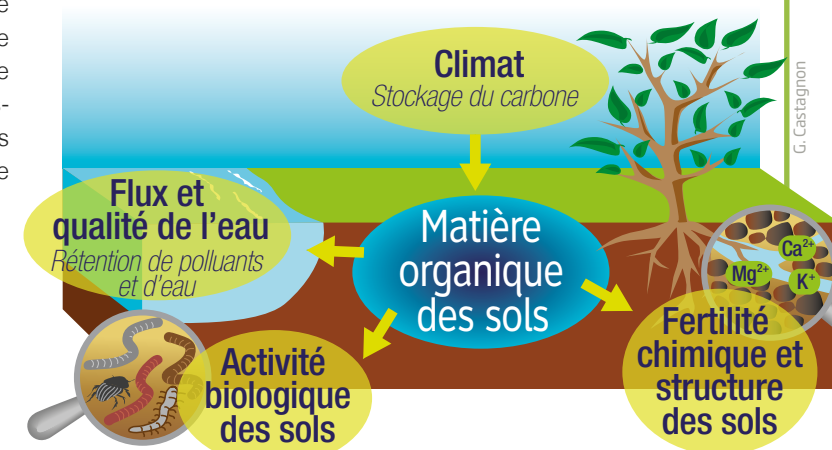 Climat
Stockage du carbone
G. Castagnon
Flux et
qualité de l’eau
Rétention de polluants
et d’eau
Matière
organique
des sols
Ca2+
Mg2+
K+
Fertilité
chimique et
structure
des sols
Activité
biologique
des sols